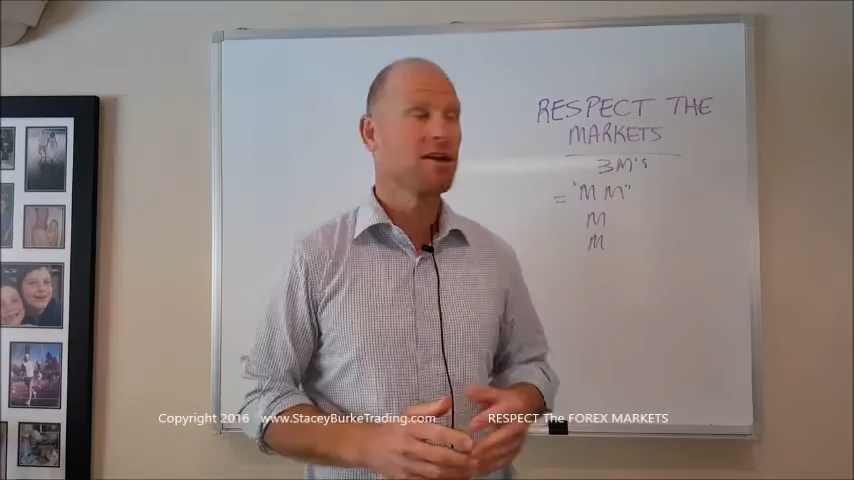 RESPECT THE
MARKETS
3M's
= "M M"
M
M
Copyright 2016 www.StaceyBurkeTrading.com RESPECT The FOREX MARKETS